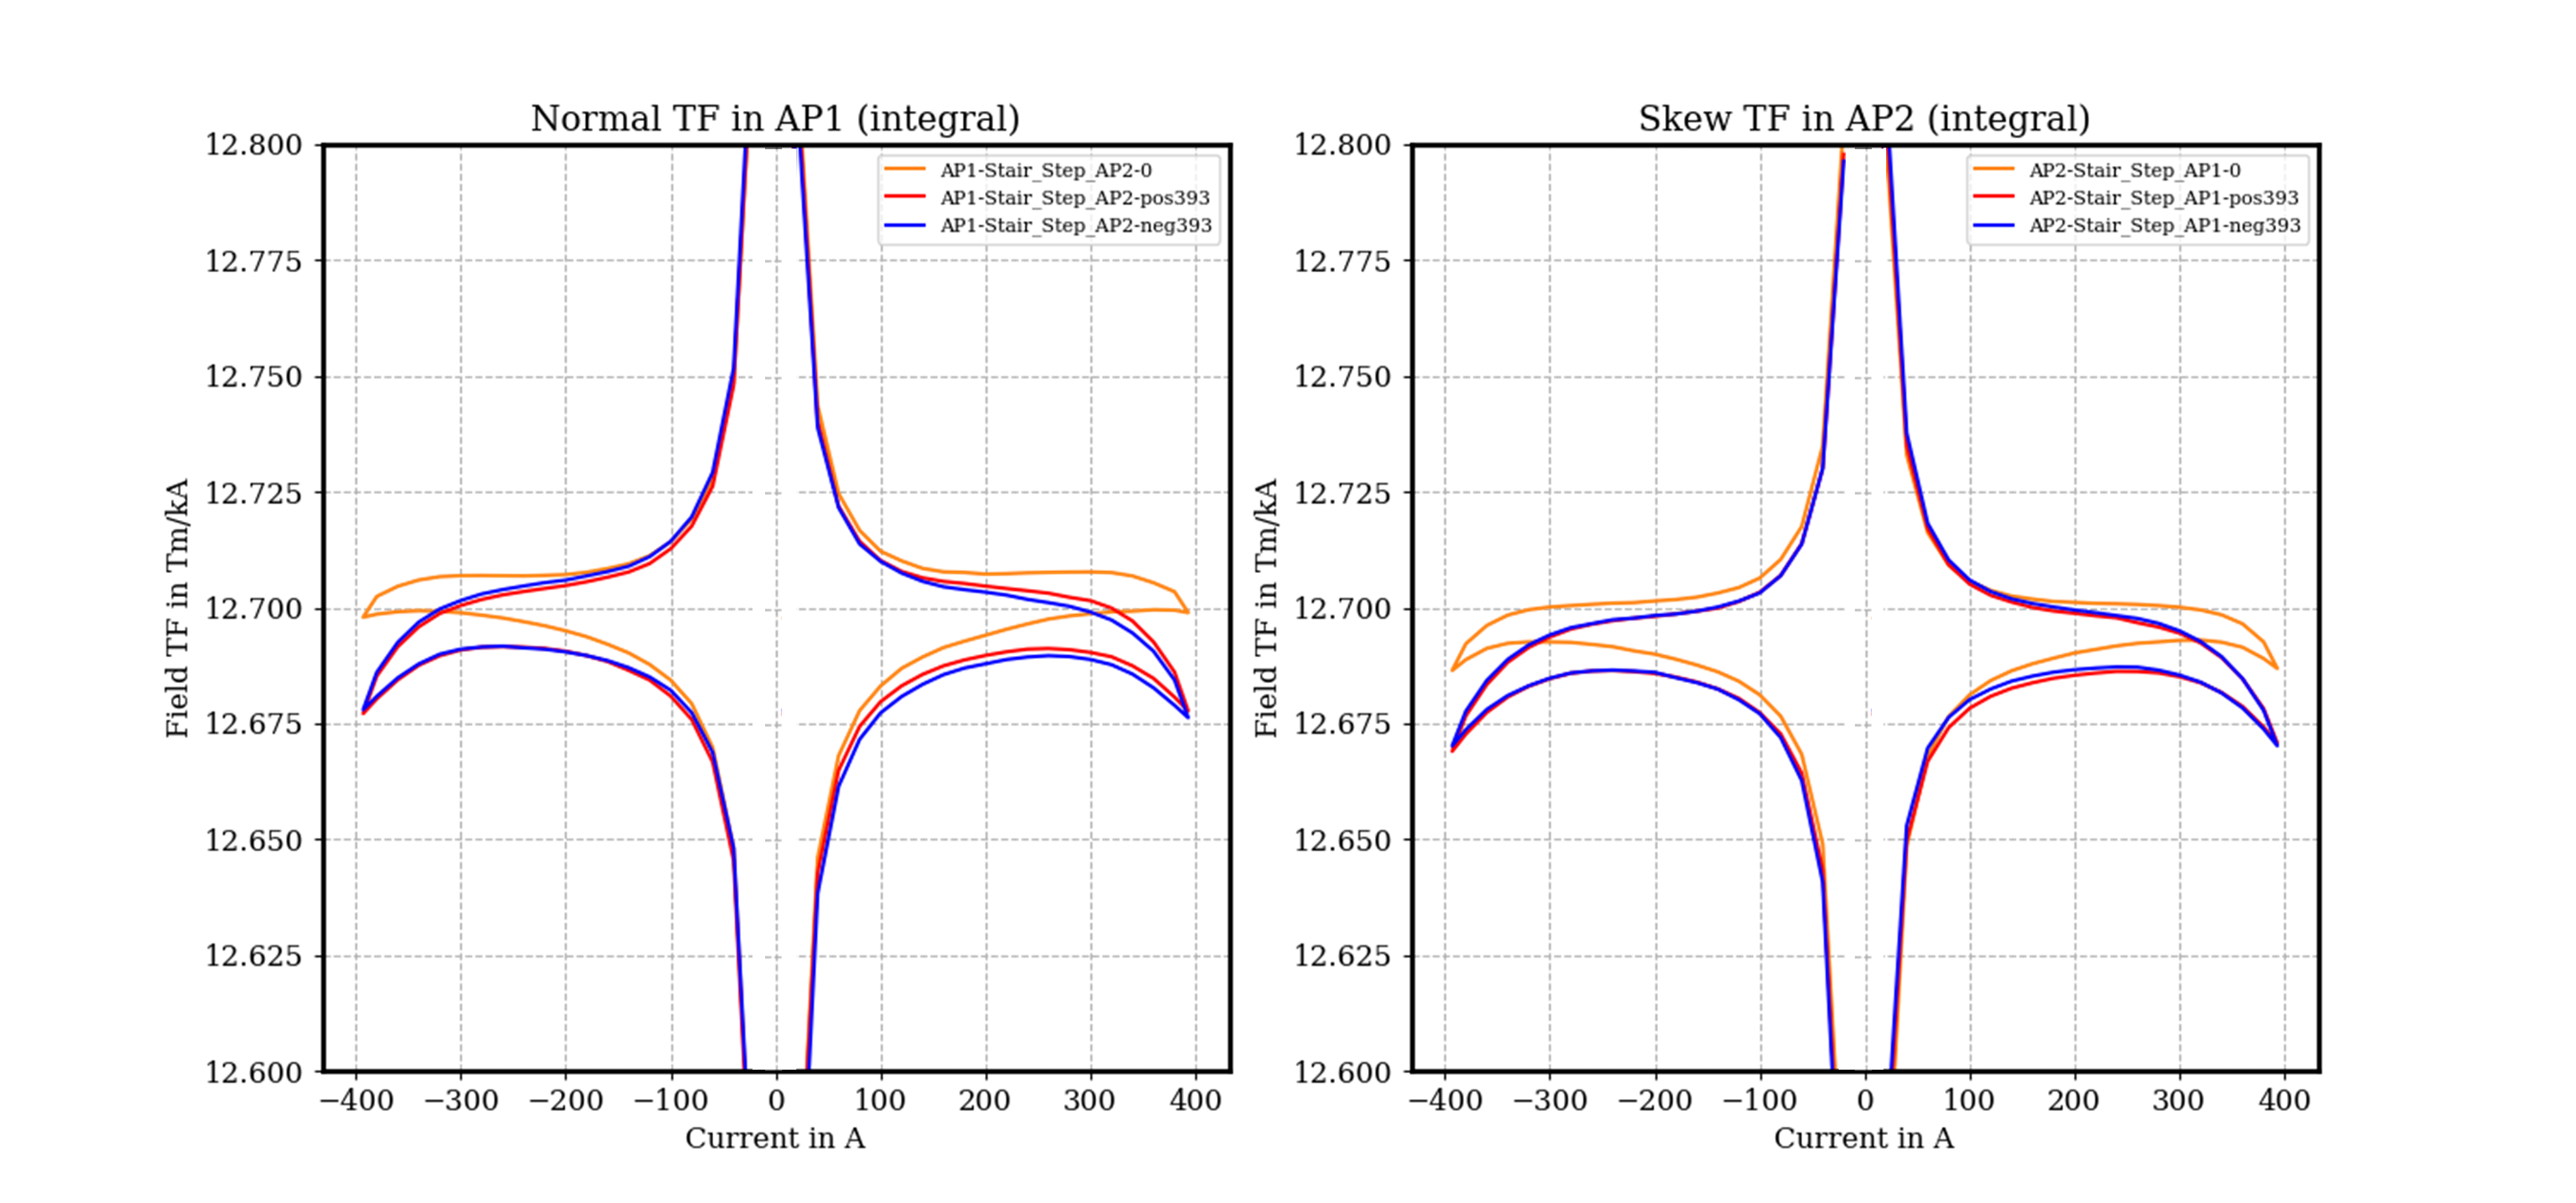 Normal TF in AP1 (integral)
12.800
12.775
12.750
12.725
12.700
12.675
12.650
12.625
12.600
Field TF in Tm/kA
AP1-Stair_Step_AP2-0
AP1-Stair_Step_AP2-pos393
AP1-Stair_Step_AP2-neg393
−400 −300 −200 −100 0 100 200 300 400
Current in A
Skew TF in AP2 (integral)
12.800
12.775
12.750
12.725
12.700
12.675
12.650
12.625
12.600
Field TF in Tm/kA
AP2-Stair_Step_AP1-0
AP2-Stair_Step_AP1-pos393
AP2-Stair_Step_AP1-neg393
−400 −300 −200 −100 0 100 200 300 400
Current in A